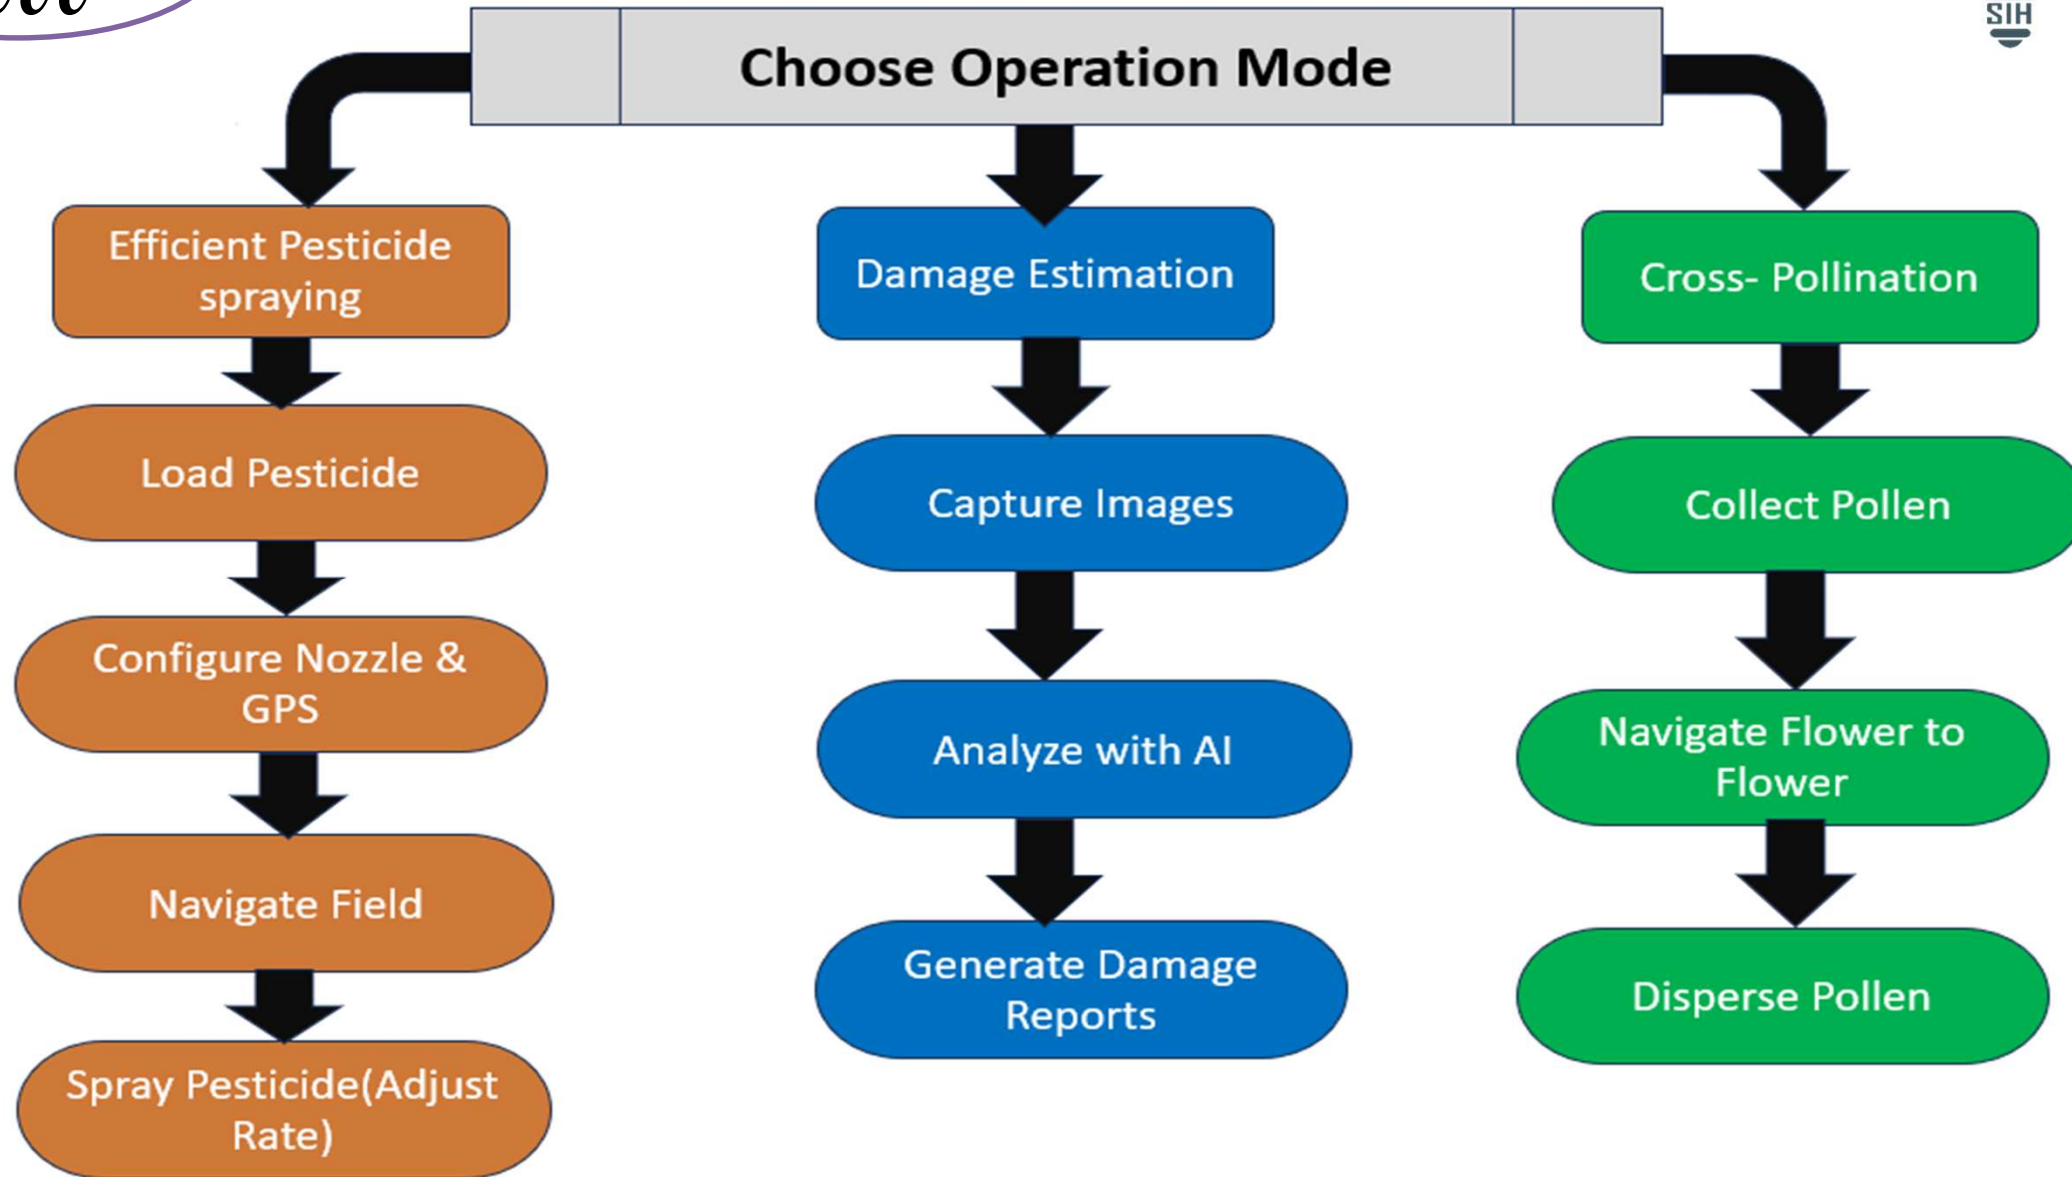 SIH
Choose Operation Mode
Efficient Pesticide
spraying
Load Pesticide
Configure Nozzle &
GPS
Navigate Field
Spray Pesticide(Adjust
Rate)
Damage Estimation
Capture Images
Analyze with AI
Generate Damage
Reports
Cross- Pollination
Collect Pollen
Navigate Flower to
Flower
Disperse Pollen